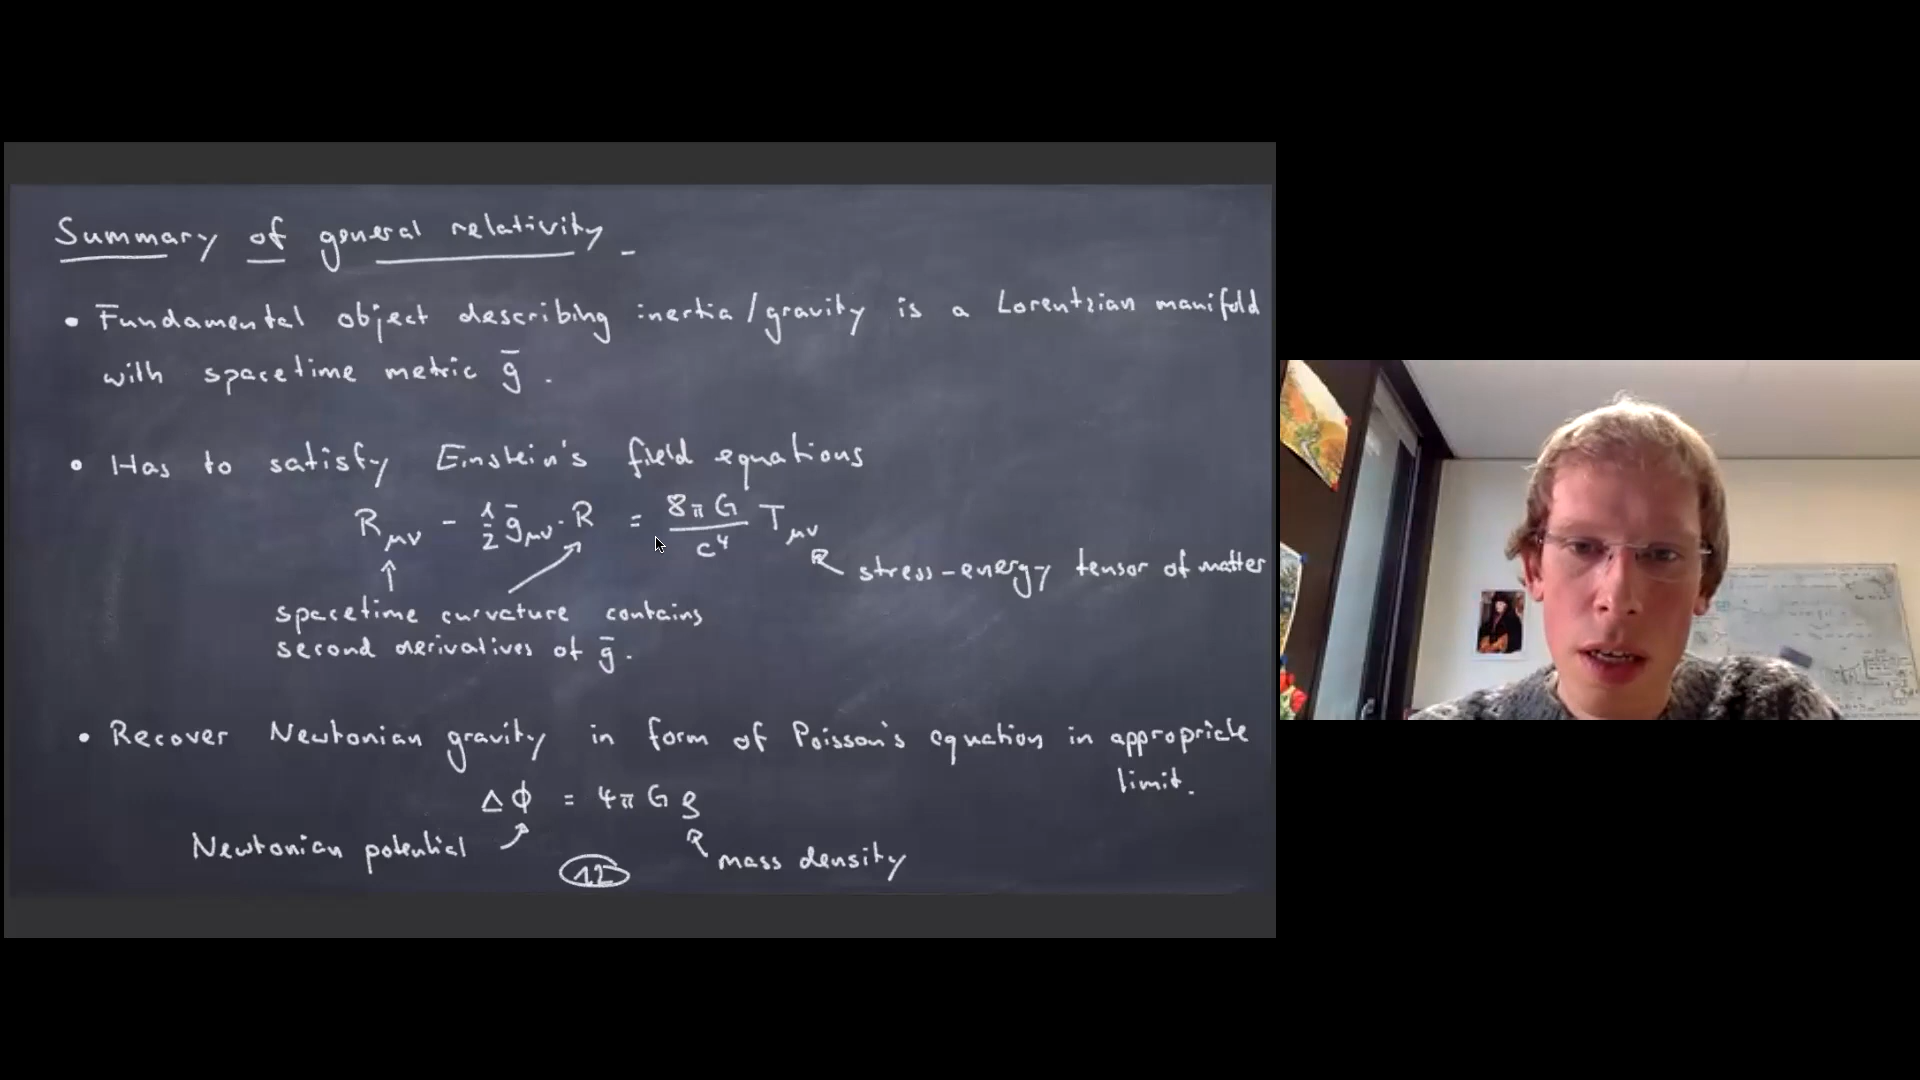 Summary of general relativity
• Fundamental object describing inertia/gravity is a Lorentzian manifold
with spacetime metric ḡ .
• Has to satisfy Einstein's field equations
R_μν - 1/2 ḡ_μν · R = 8πG/c⁴ T_μν
stress-energy tensor of matter
spacetime curvature contains
second derivatives of ḡ .
• Recover Newtonian gravity in form of Poisson's equation in appropriate
limit.
Δϕ = 4πG ρ
Newtonian potential
mass density
12